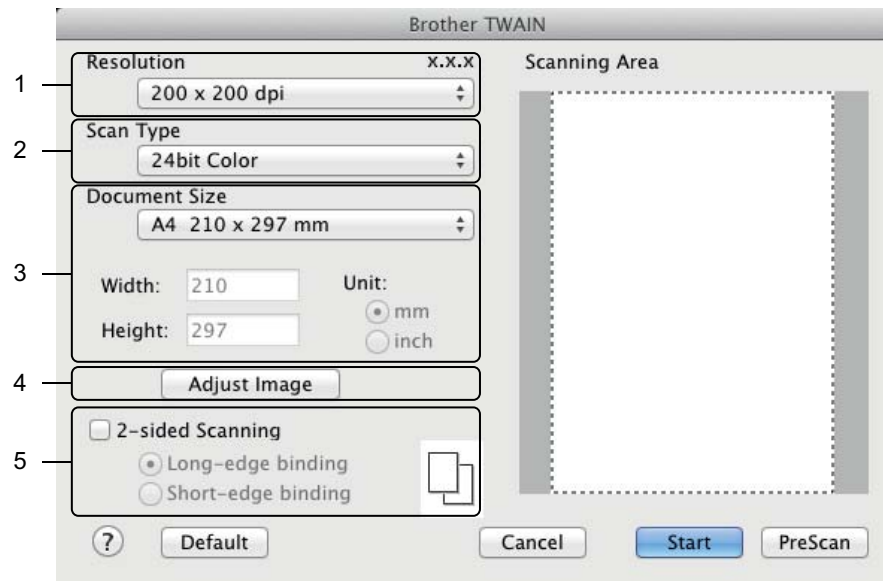 Brother TWAIN
1
Resolution x.x.x
200 x 200 dpi
2
Scan Type
24bit Color
3
Document Size
A4 210 x 297 mm
Width: 210
Unit:
mm
Height: 297
inch
4
Adjust Image
5
2-sided Scanning
Long-edge binding
Short-edge binding
Scanning Area
? Default Cancel Start PreScan